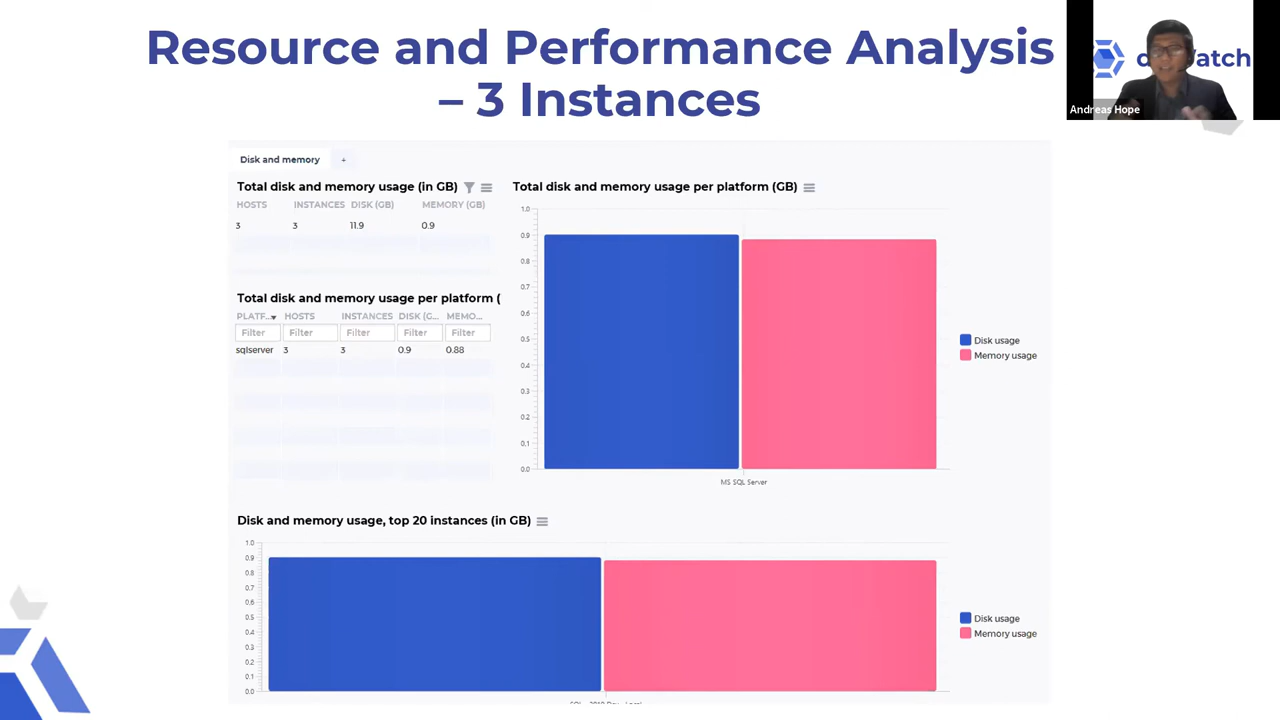 Resource and Performance Analysis
– 3 Instances
Andreas Hope
Disk and memory
+
Total disk and memory usage (in GB)
HOSTS INSTANCES DISK (GB) MEMORY (GB)
3 3 11.9 0.9
Total disk and memory usage per platform (
PLATF... HOSTS INSTANCES DISK (G... MEMO...
Filter Filter Filter Filter Filter
sqlserver 3 3 0.9 0.88
Total disk and memory usage per platform (GB)
1.0
0.9
0.8
0.7
0.6
0.5
0.4
0.3
0.2
0.1
0.0
MS SQL Server
Disk usage
Memory usage
Disk and memory usage, top 20 instances (in GB)
1.0
0.9
0.8
0.7
0.6
0.5
0.4
0.3
0.2
0.1
0.0
Disk usage
Memory usage